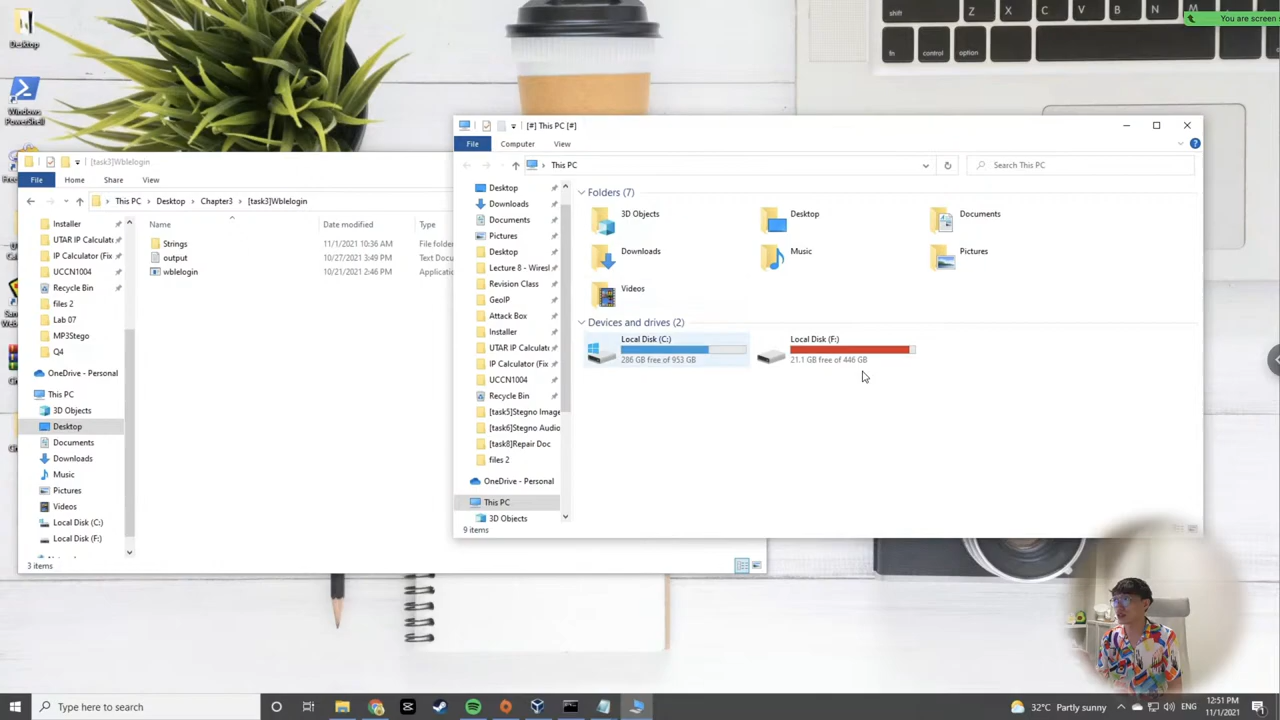 You are screen s
Desktop
Windows
PowerShell
shift
Z
X
C
V
B
N
M
fn
control
option
[#] This PC [#]
File
Computer
View
This PC
Search This PC
Desktop
Downloads
Documents
Pictures
Desktop
Lecture 8 - Wiresl
Revision Class
GeoIP
Attack Box
Installer
UTAR IP Calculat
IP Calculator (Fix
UCCN1004
Recycle Bin
[task5]Stegno Image
[task6]Stegno Audio
[task8]Repair Doc
files 2
OneDrive - Personal
This PC
3D Objects
9 items
Folders (7)
3D Objects
Desktop
Documents
Downloads
Music
Pictures
Videos
Devices and drives (2)
Local Disk (C:)
286 GB free of 953 GB
Local Disk (F:)
21.1 GB free of 446 GB
[task3]Wblelogin
File
Home
Share
View
This PC
Desktop
Chapter3
[task3]Wblelogin
Installer
UTAR IP Calculat
IP Calculator (Fix
UCCN1004
Recycle Bin
files 2
Lab 07
MP3Stego
Q4
OneDrive - Personal
This PC
3D Objects
Desktop
Documents
Downloads
Music
Pictures
Videos
Local Disk (C:)
Local Disk (F:)
3 items
Name
Date modified
Type
Strings
11/1/2021 10:36 AM
File folder
output
10/27/2021 3:49 PM
Text Docu
wblelogin
10/21/2021 2:46 PM
Applicatio
Type here to search
32°C Partly sunny
ENG
12:51 PM
11/1/2021